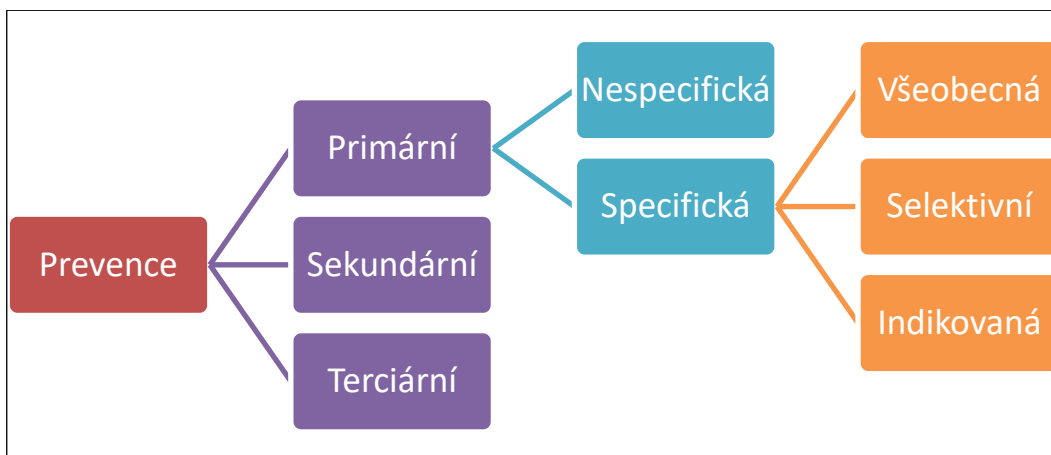 Prevence
Primární
Sekundární
Terciární
Nespecifická
Specifická
Všeobecná
Selektivní
Indikovaná